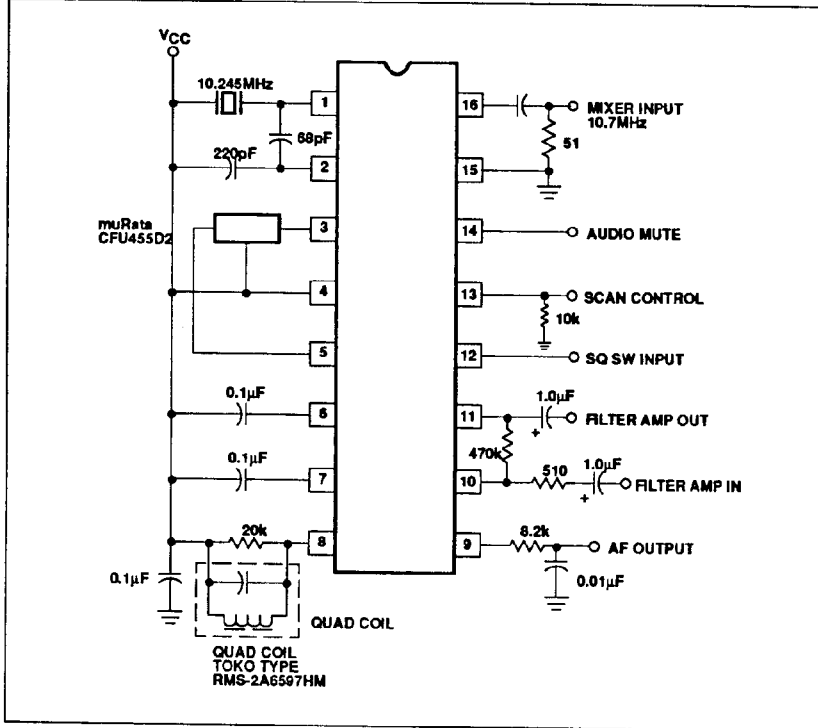 VCC
10.245MHz
1
68pF
220pF
2
muRata
CFU455D2
3
4
5
0.1μF
6
0.1μF
7
20k
8
0.1μF
QUAD COIL
QUAD COIL
TOKO TYPE
RMS-2A6597HM
16
MIXER INPUT
10.7MHz
51
15
14
AUDIO MUTE
13
SCAN CONTROL
10k
12
SQ SW INPUT
1.0μF
11
FILTER AMP OUT
+
470k
510
1.0μF
10
FILTER AMP IN
+
8.2k
9
AF OUTPUT
0.01μF